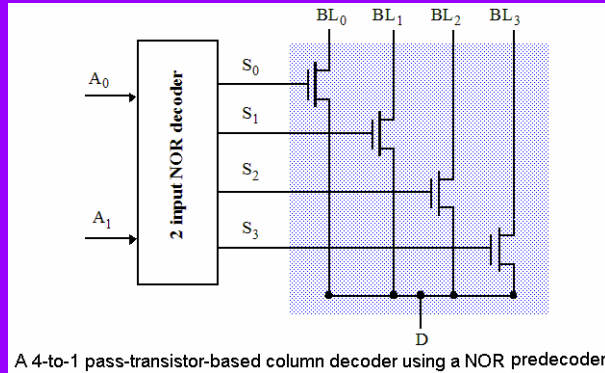 BL0 BL1 BL2 BL3
A0
S0
S1
2 input NOR decoder
S2
A1
S3
D
A 4-to-1 pass-transistor-based column decoder using a NOR predecoder